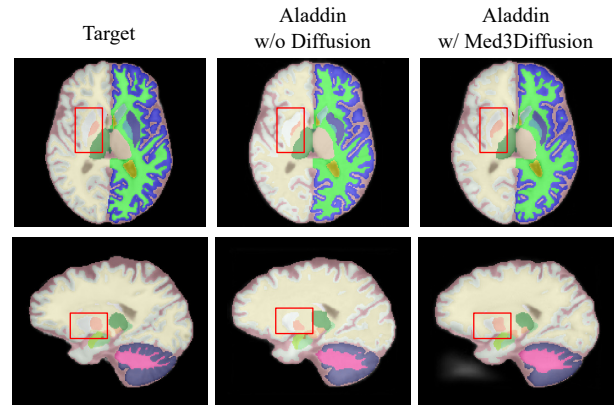 Target
Aladdin
w/o Diffusion
Aladdin
w/ Med3Diffusion